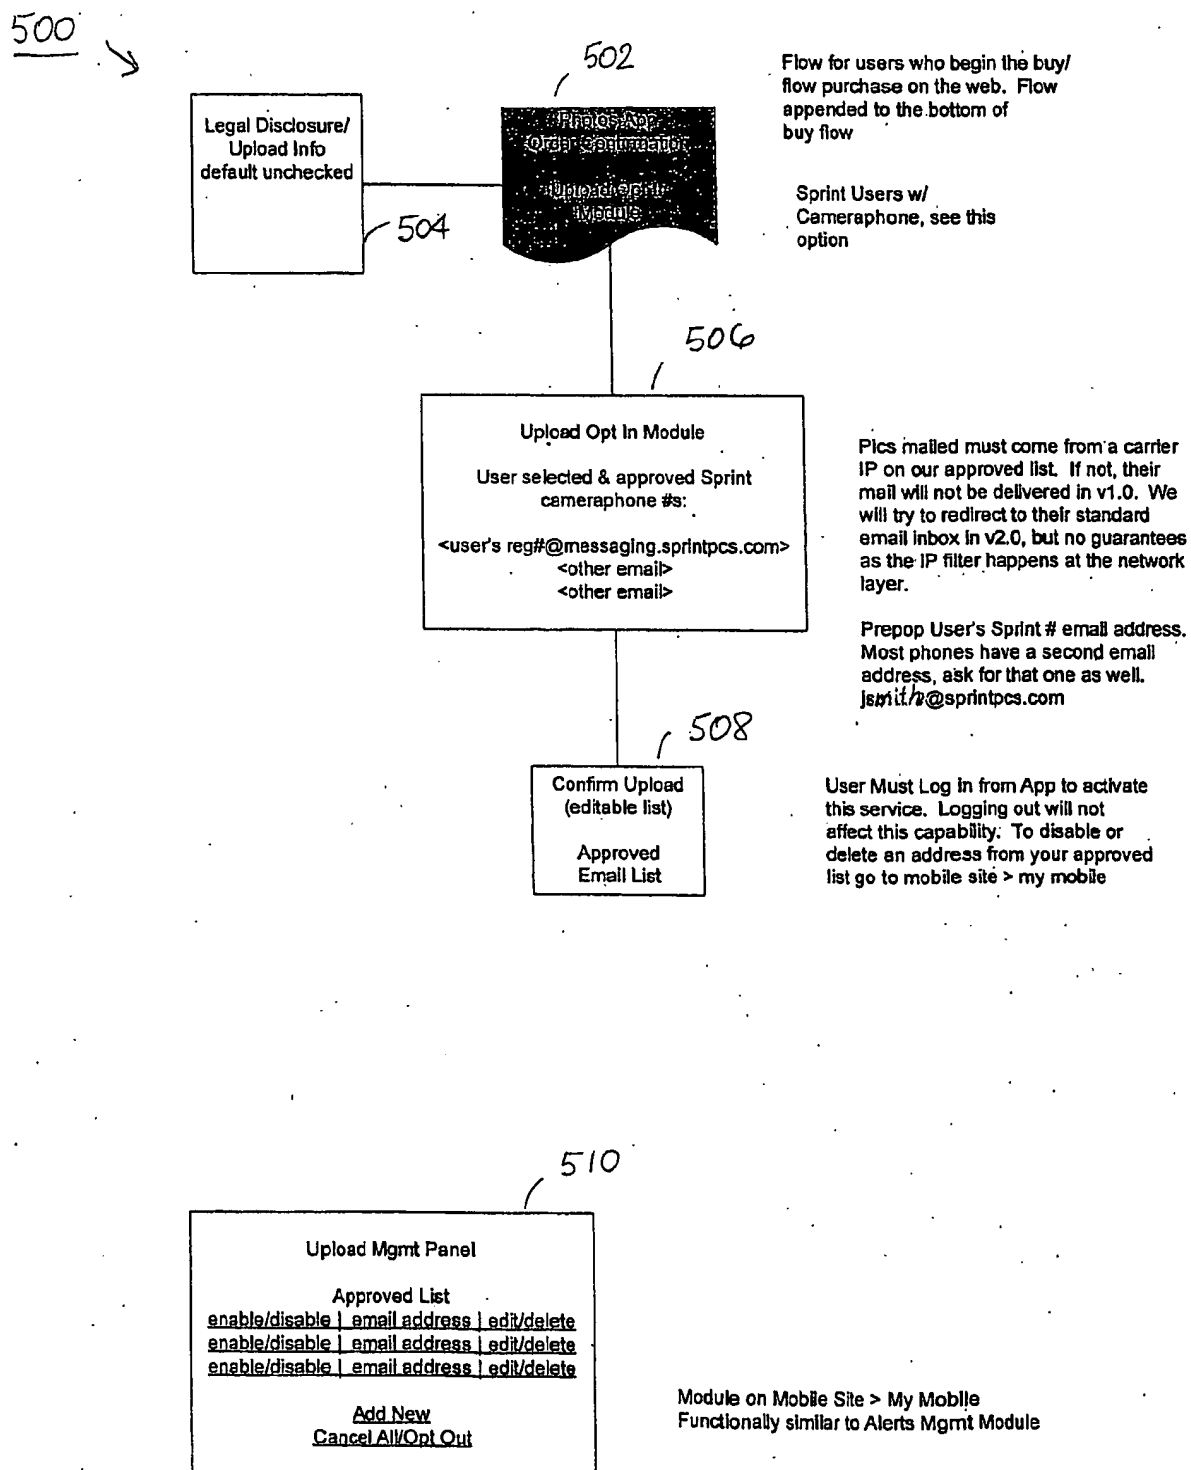 500
502
Flow for users who begin the buy/
flow purchase on the web. Flow
appended to the bottom of
buy flow
Legal Disclosure/
Upload Info
default unchecked
Photos App
Order Confirmation
Upload Opt In
Module
Sprint Users w/
Cameraphone, see this
option
504
506
Upload Opt In Module
User selected & approved Sprint
cameraphone #s:
<user's reg#@messaging.sprintpcs.com>
<other email>
<other email>
Pics mailed must come from a carrier
IP on our approved list. If not, their
mail will not be delivered in v1.0. We
will try to redirect to their standard
email inbox in v2.0, but no guarantees
as the IP filter happens at the network
layer.
Prepop User's Sprint # email address.
Most phones have a second email
address, ask for that one as well.
jsmith@sprintpcs.com
508
Confirm Upload
(editable list)
Approved
Email List
User Must Log in from App to activate
this service. Logging out will not
affect this capability. To disable or
delete an address from your approved
list go to mobile site > my mobile
510
Upload Mgmt Panel
Approved List
enable/disable | email address | edit/delete
enable/disable | email address | edit/delete
enable/disable | email address | edit/delete
Add New
Cancel All/Opt Out
Module on Mobile Site > My Mobile
Functionally similar to Alerts Mgmt Module